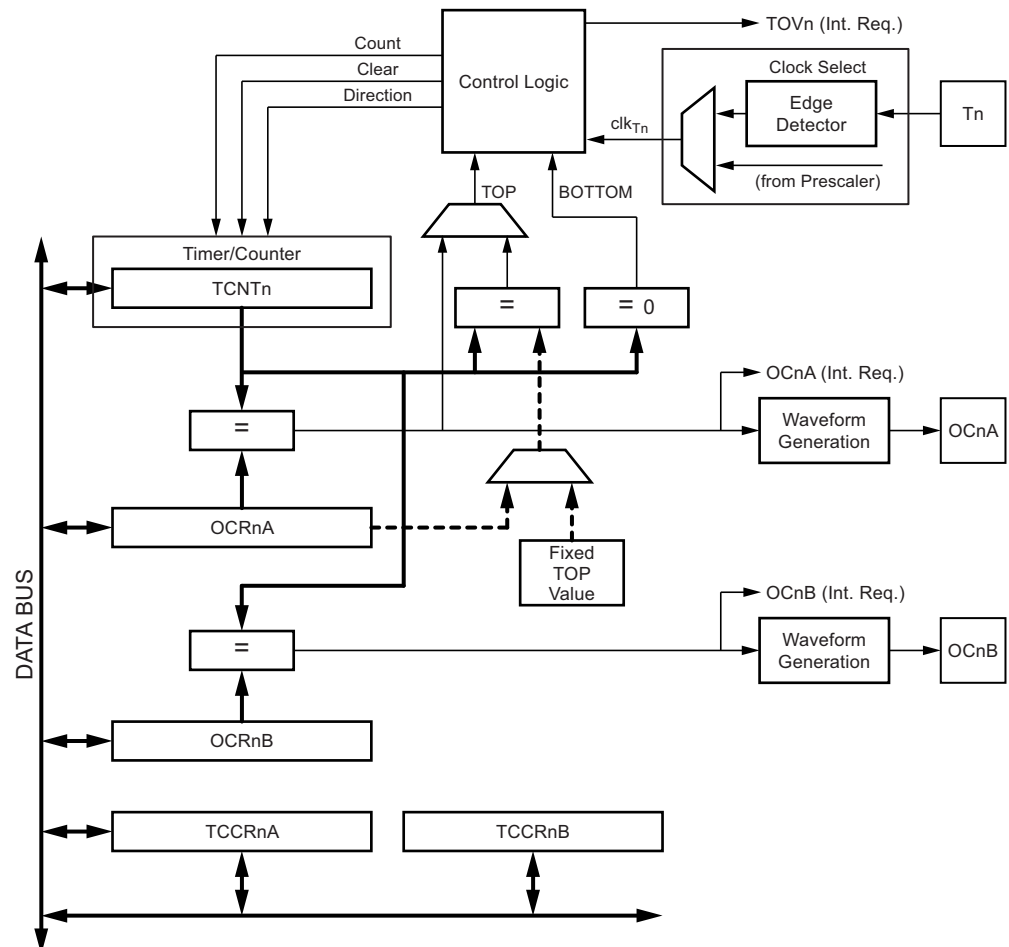 TOVn (Int. Req.)
Count
Clear
Direction
Control Logic
Clock Select
Edge
Detector
Tn
clkTn
(from Prescaler)
TOP
BOTTOM
Timer/Counter
TCNTn
=
= 0
OCnA (Int. Req.)
=
Waveform
Generation
OCnA
OCRnA
Fixed
TOP
Value
DATA BUS
OCnB (Int. Req.)
=
Waveform
Generation
OCnB
OCRnB
TCCRnA
TCCRnB